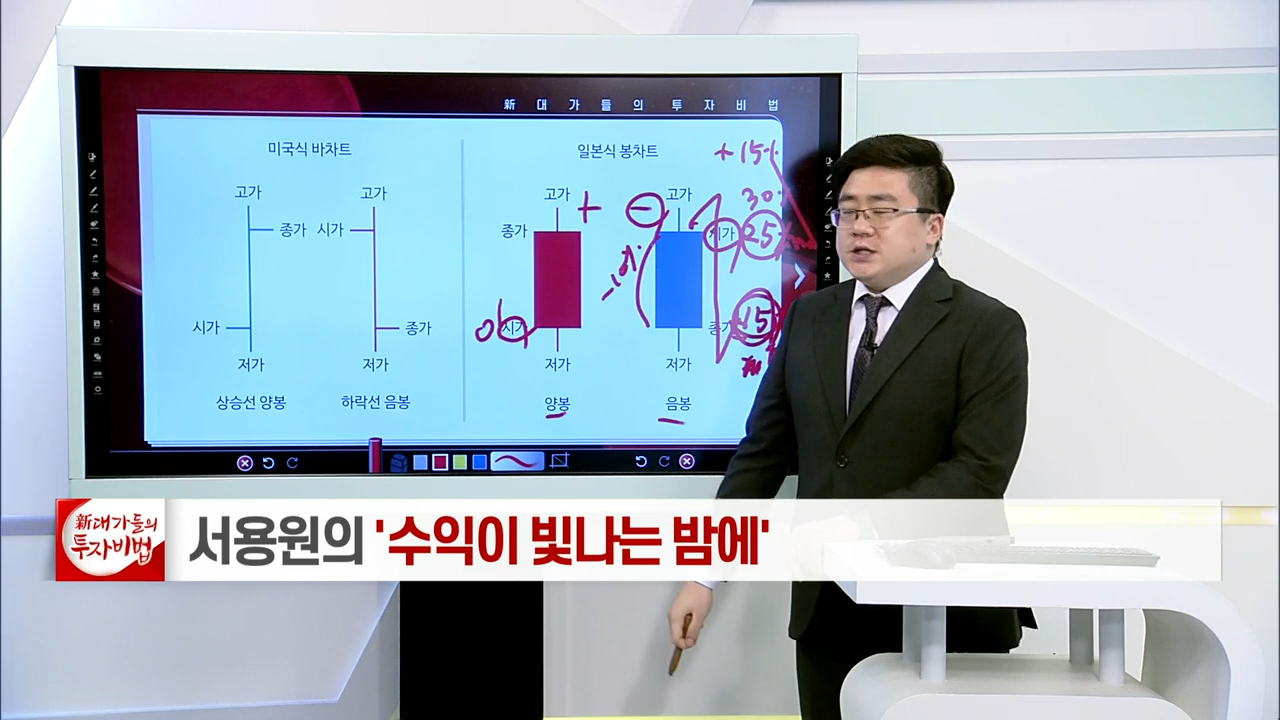 新 대 가 들 의 투 자 비 법
미국식 바차트
일본식 봉차트
+15%
고가 고가 고가 고가
30%
+ -
종가 시가 종가 시가 25%
-10%
시가 종가 시가 종가 15
저가 저가 저가 저가
상승선 양봉 하락선 음봉 양봉 음봉
新대가들의
투자비법
서용원의 '수익이 빛나는 밤에'